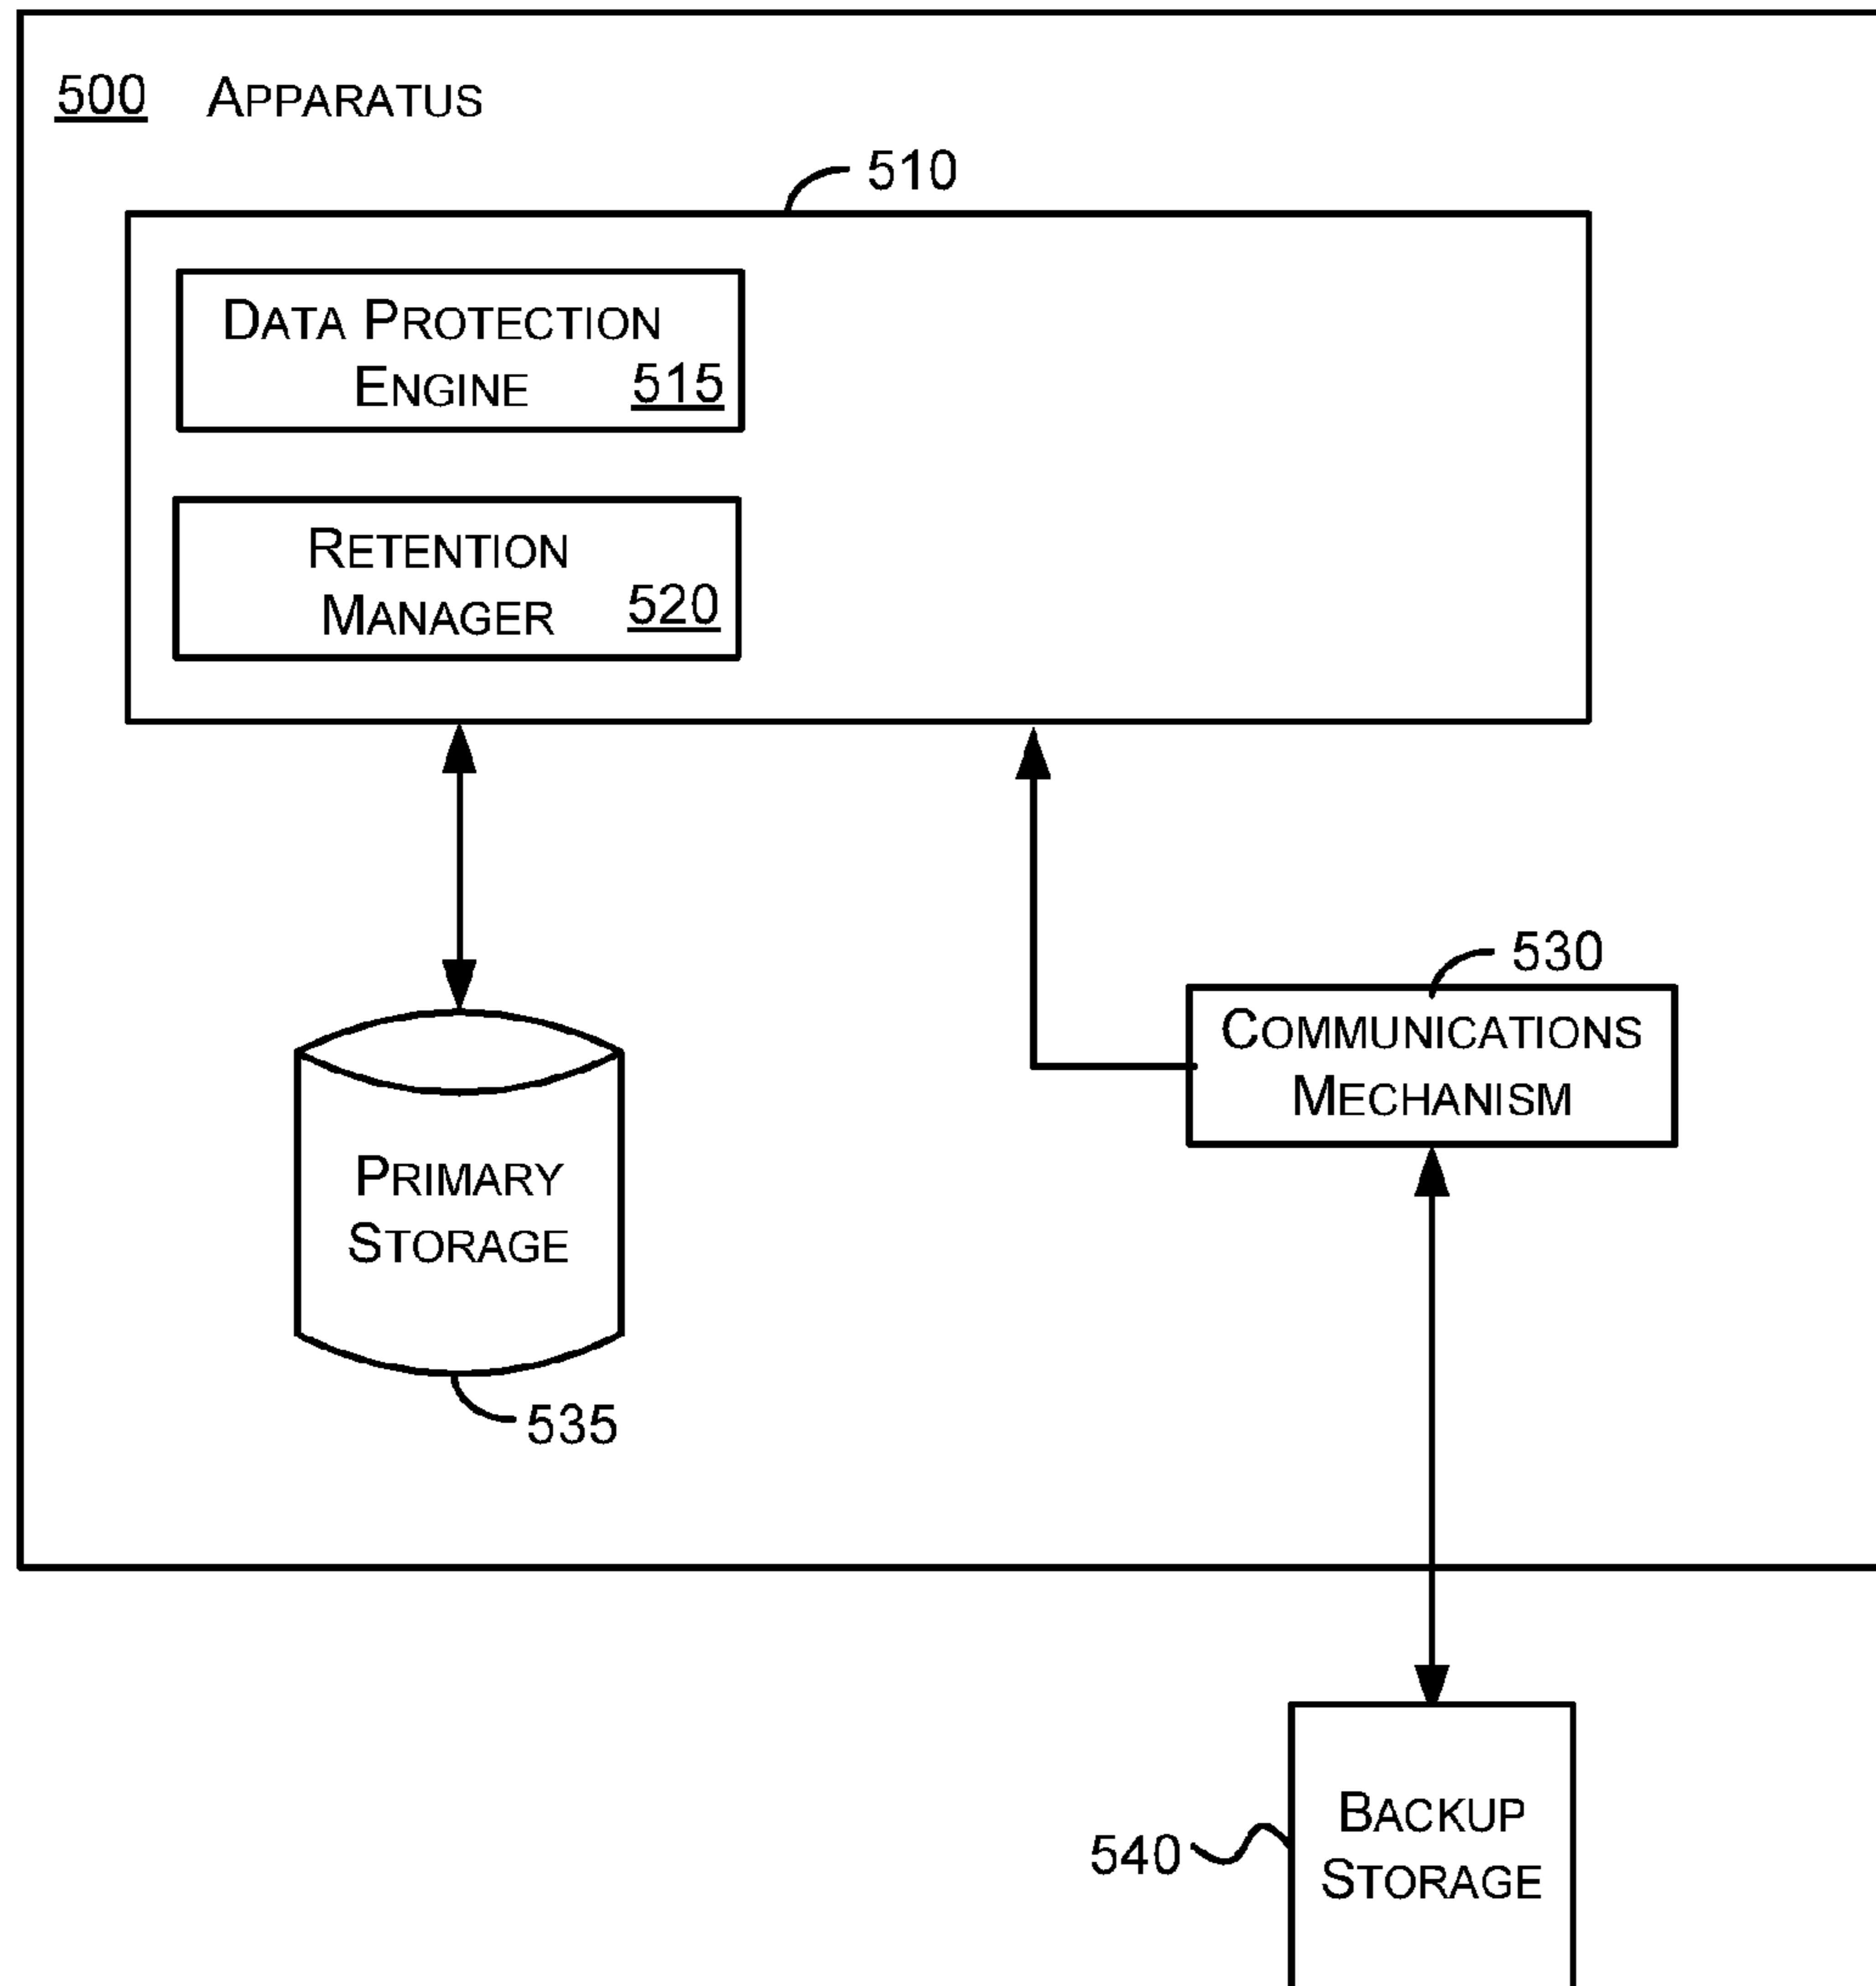 500 APPARATUS
510
DATA PROTECTION
ENGINE 515
RETENTION
MANAGER 520
530
COMMUNICATIONS
MECHANISM
PRIMARY
STORAGE
535
BACKUP
STORAGE
540